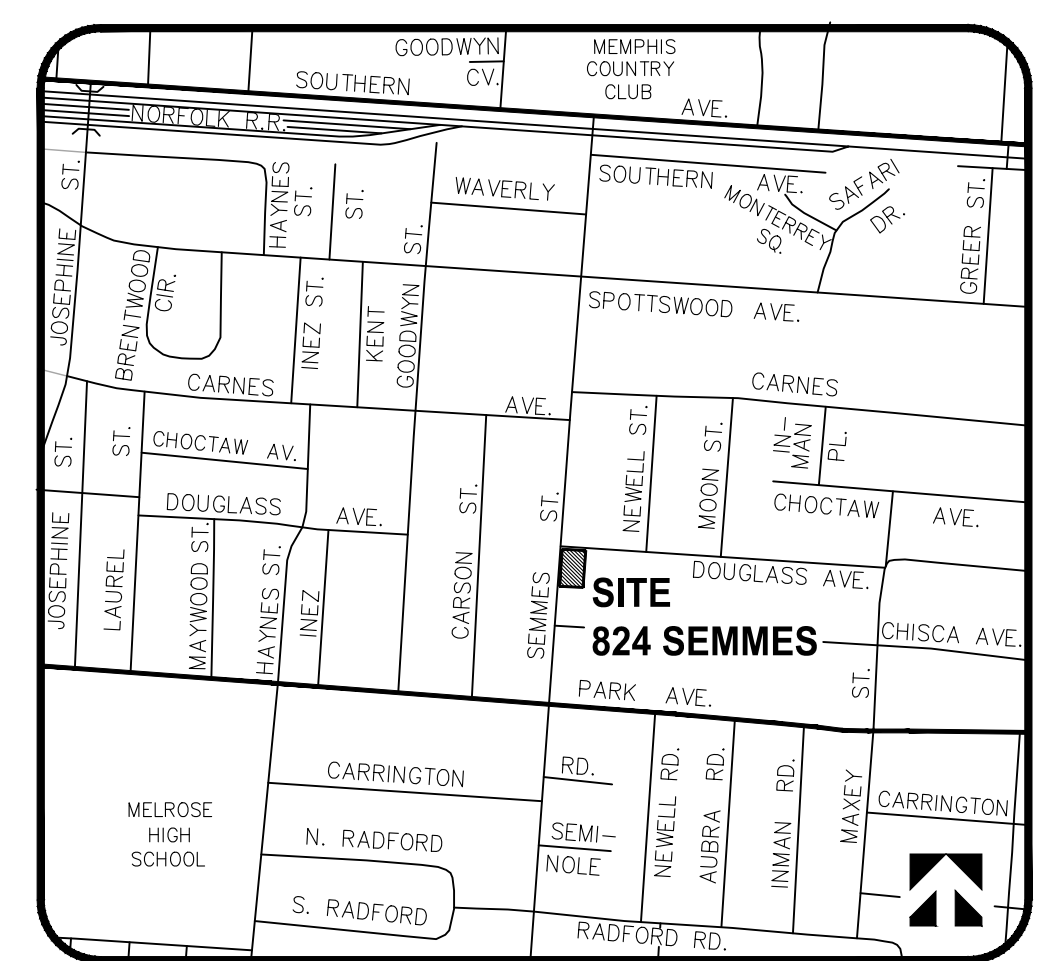 GOODWYN
CV.
MEMPHIS
COUNTRY
CLUB
SOUTHERN
AVE.
NORFOLK R.R.
ST.
HAYNES
ST.
ST.
ST.
WAVERLY
SOUTHERN AVE.
MONTERREY
SQ.
SAFARI
DR.
GREER ST.
JOSEPHINE
BRENTWOOD
CIR.
INEZ ST.
KENT
GOODWYN
SPOTTSWOOD AVE.
CARNES
AVE.
CARNES
ST.
ST.
CHOCTAW AV.
DOUGLASS
AVE.
ST.
ST.
NEWELL ST.
MOON ST.
IN-
MAN
PL.
CHOCTAW
AVE.
JOSEPHINE
LAUREL
MAYWOOD ST.
HAYNES ST.
INEZ
CARSON
SEMMES
DOUGLASS AVE.
SITE
824 SEMMES
CHISCA AVE.
ST.
PARK AVE.
CARRINGTON
RD.
MELROSE
HIGH
SCHOOL
N. RADFORD
S. RADFORD
SEMI-
NOLE
NEWELL RD.
AUBRA RD.
INMAN RD.
MAXEY
CARRINGTON
RADFORD RD.